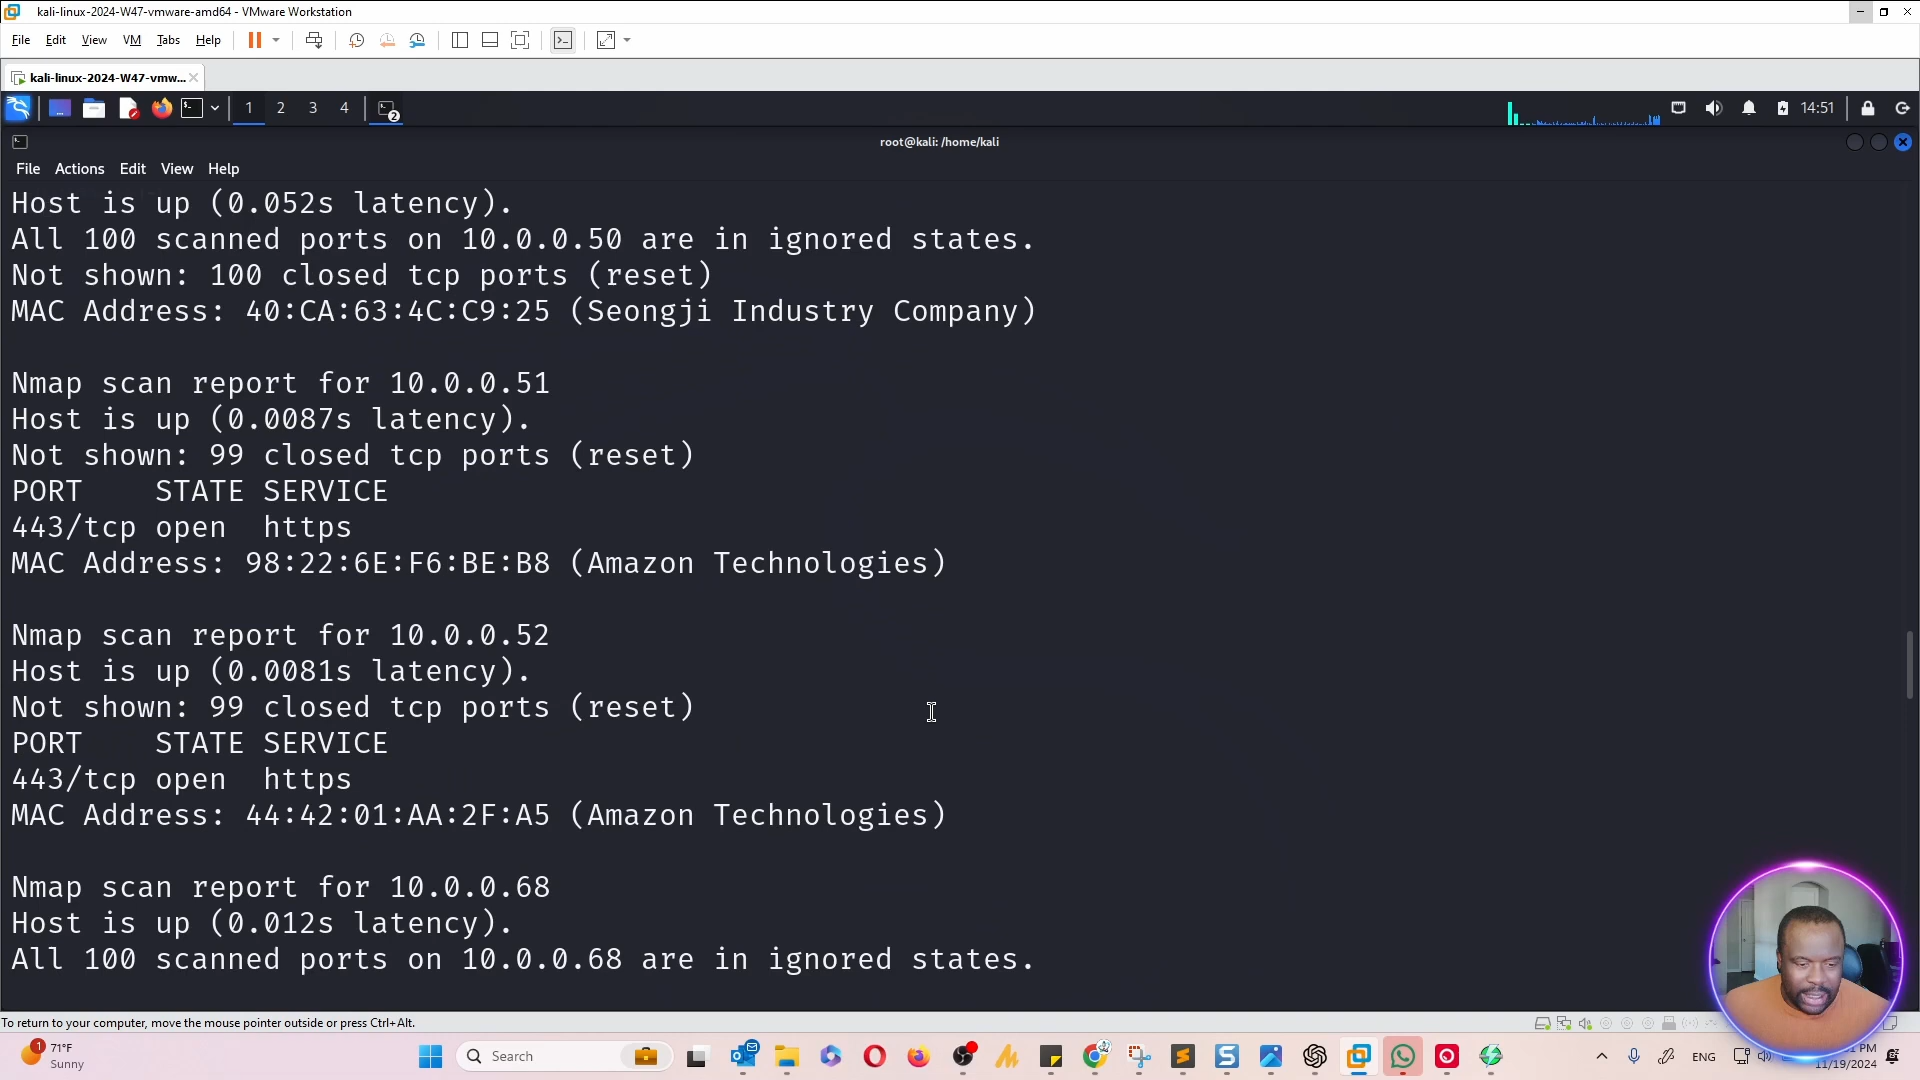 kali-linux-2024-W47-vmware-amd64 - VMware Workstation
File Edit View VM Tabs Help
kali-linux-2024-W47-vmw...
1 2 3 4 2 14:51
root@kali: /home/kali
File Actions Edit View Help
Host is up (0.052s latency).
All 100 scanned ports on 10.0.0.50 are in ignored states.
Not shown: 100 closed tcp ports (reset)
MAC Address: 40:CA:63:4C:C9:25 (Seongji Industry Company)
Nmap scan report for 10.0.0.51
Host is up (0.0087s latency).
Not shown: 99 closed tcp ports (reset)
PORT STATE SERVICE
443/tcp open https
MAC Address: 98:22:6E:F6:BE:B8 (Amazon Technologies)
Nmap scan report for 10.0.0.52
Host is up (0.0081s latency).
Not shown: 99 closed tcp ports (reset)
PORT STATE SERVICE
443/tcp open https
MAC Address: 44:42:01:AA:2F:A5 (Amazon Technologies)
Nmap scan report for 10.0.0.68
Host is up (0.012s latency).
All 100 scanned ports on 10.0.0.68 are in ignored states.
To return to your computer, move the mouse pointer outside or press Ctrl+Alt.
1 71°F
Sunny
Search
ENG
PM
11/19/2024